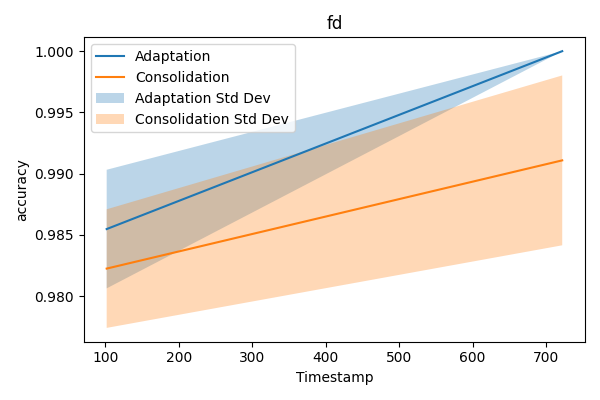 fd
Adaptation
Consolidation
Adaptation Std Dev
Consolidation Std Dev
accuracy
1.000
0.995
0.990
0.985
0.980
100 200 300 400 500 600 700
Timestamp